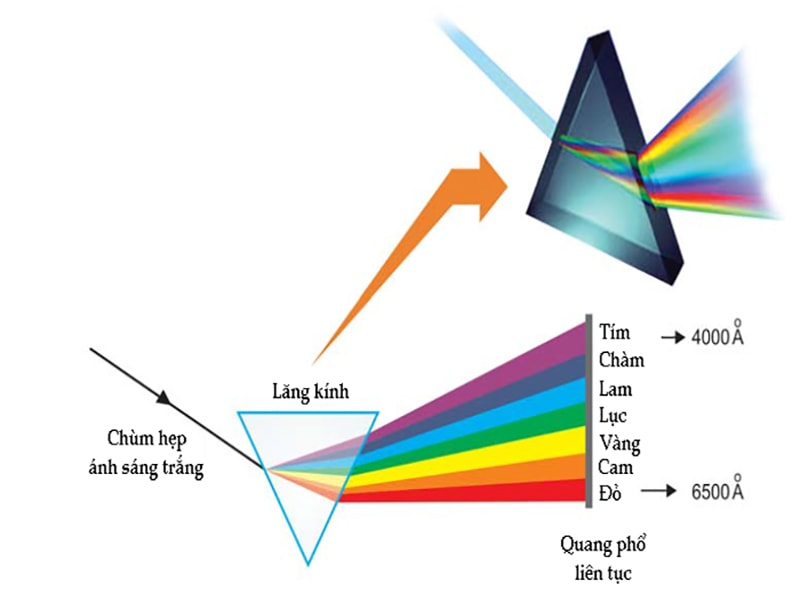 Lăng kính
Chùm hẹp
ánh sáng trắng
Tím
4000Å
Chàm
Lam
Lục
Vàng
Cam
Đỏ
6500Å
Quang phổ
liên tục